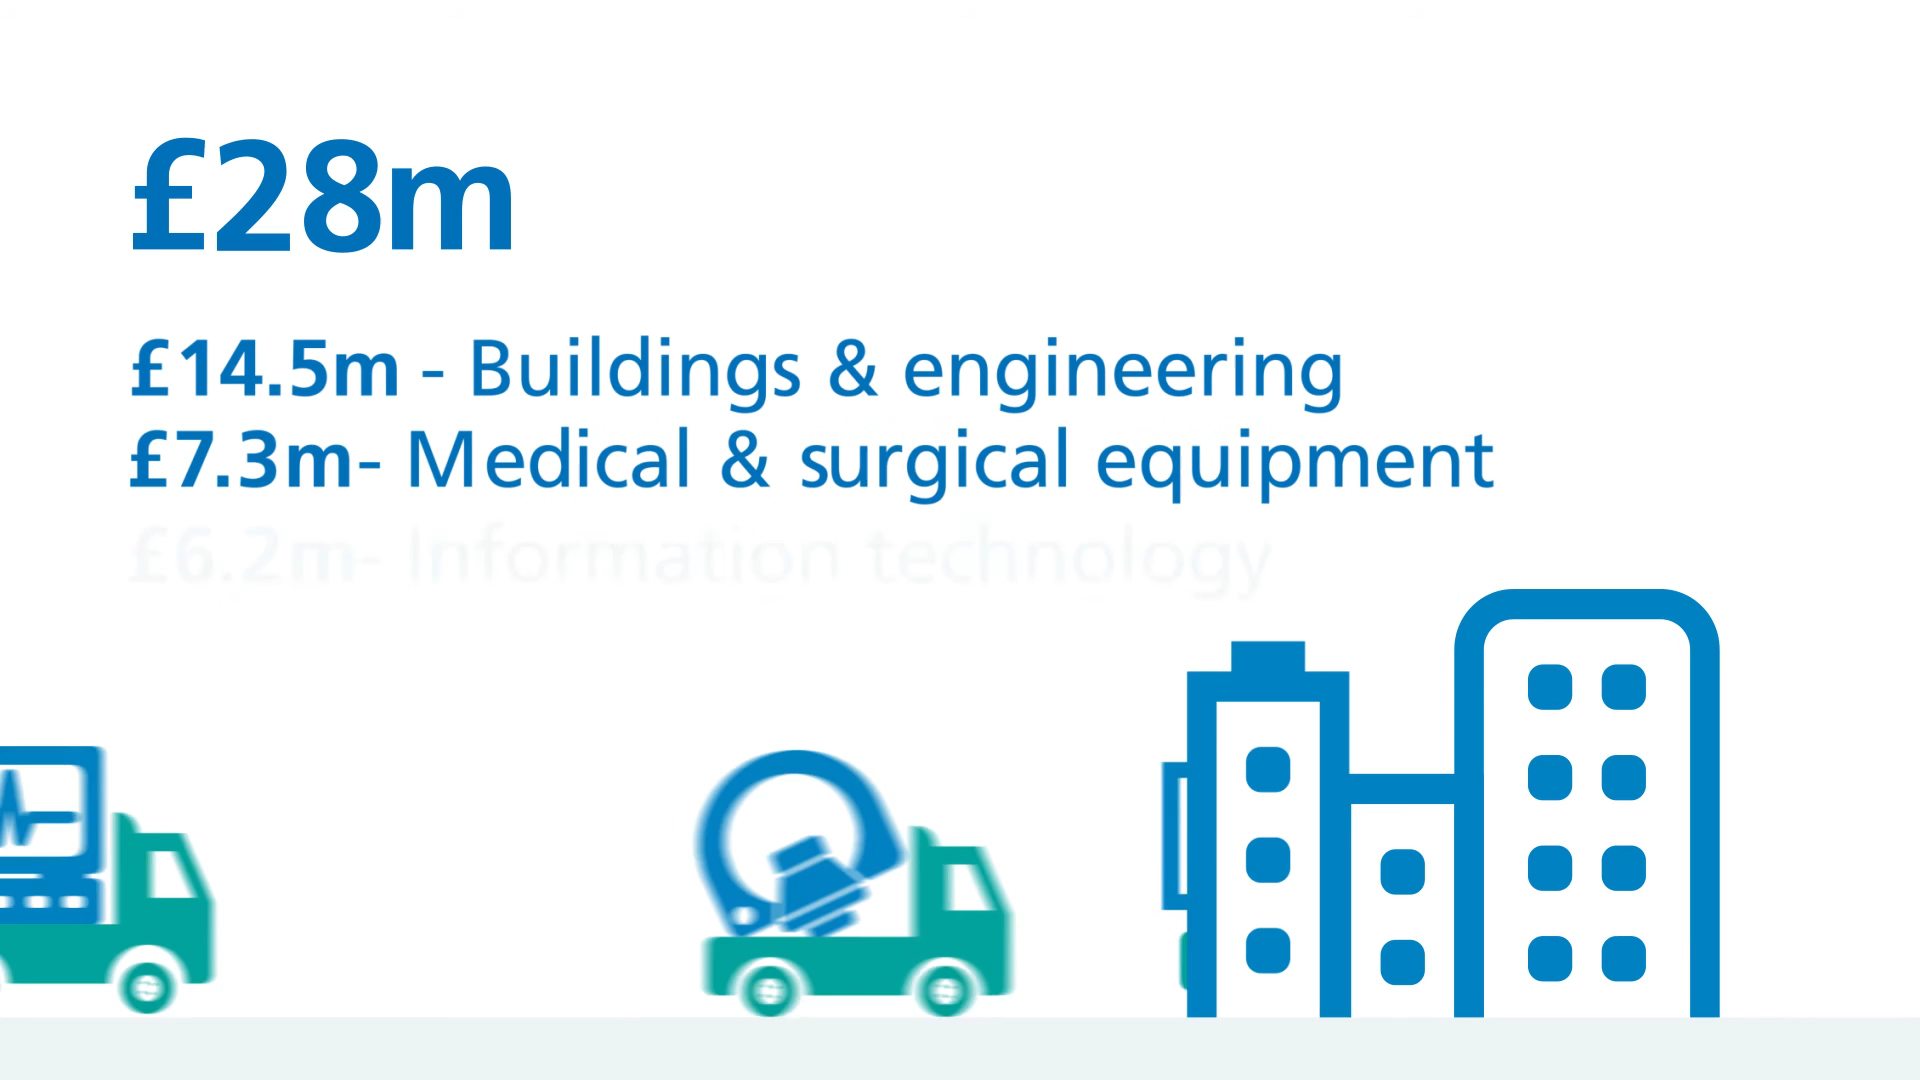 £28m
£14.5m - Buildings & engineering
£7.3m- Medical & surgical equipment
£6.2m- Information technology